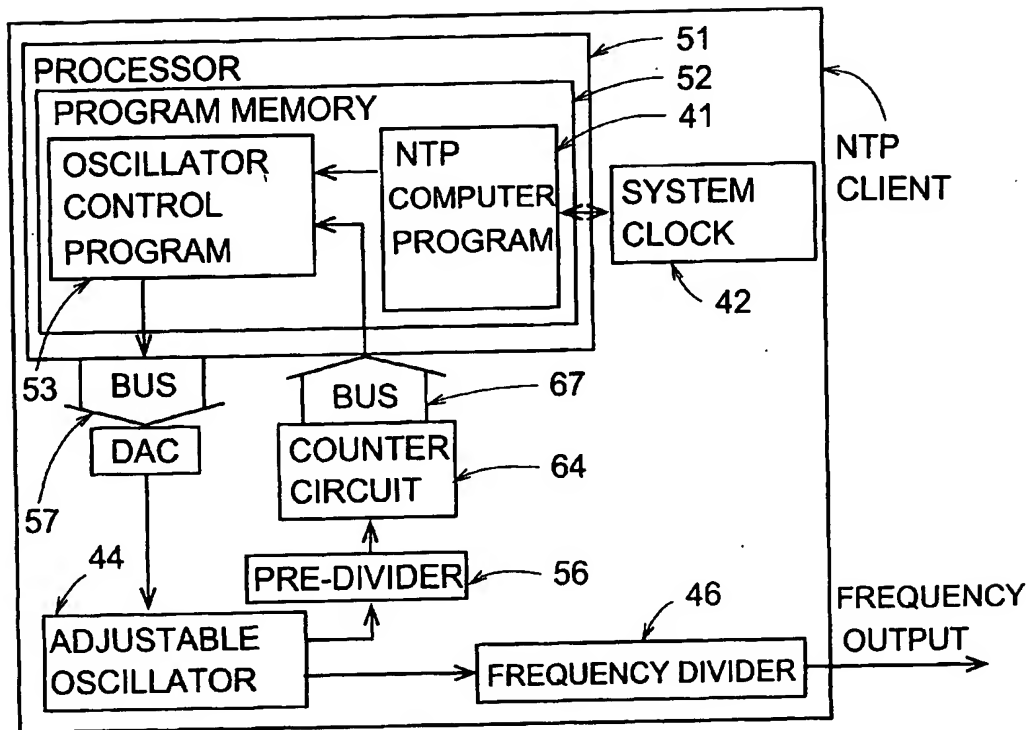 PROCESSOR
51
PROGRAM MEMORY
52
OSCILLATOR
CONTROL
PROGRAM
NTP
COMPUTER
PROGRAM
41
SYSTEM
CLOCK
NTP
CLIENT
42
53
BUS
BUS
67
DAC
COUNTER
CIRCUIT
64
57
44
PRE-DIVIDER
56
46
FREQUENCY
OUTPUT
ADJUSTABLE
OSCILLATOR
FREQUENCY DIVIDER